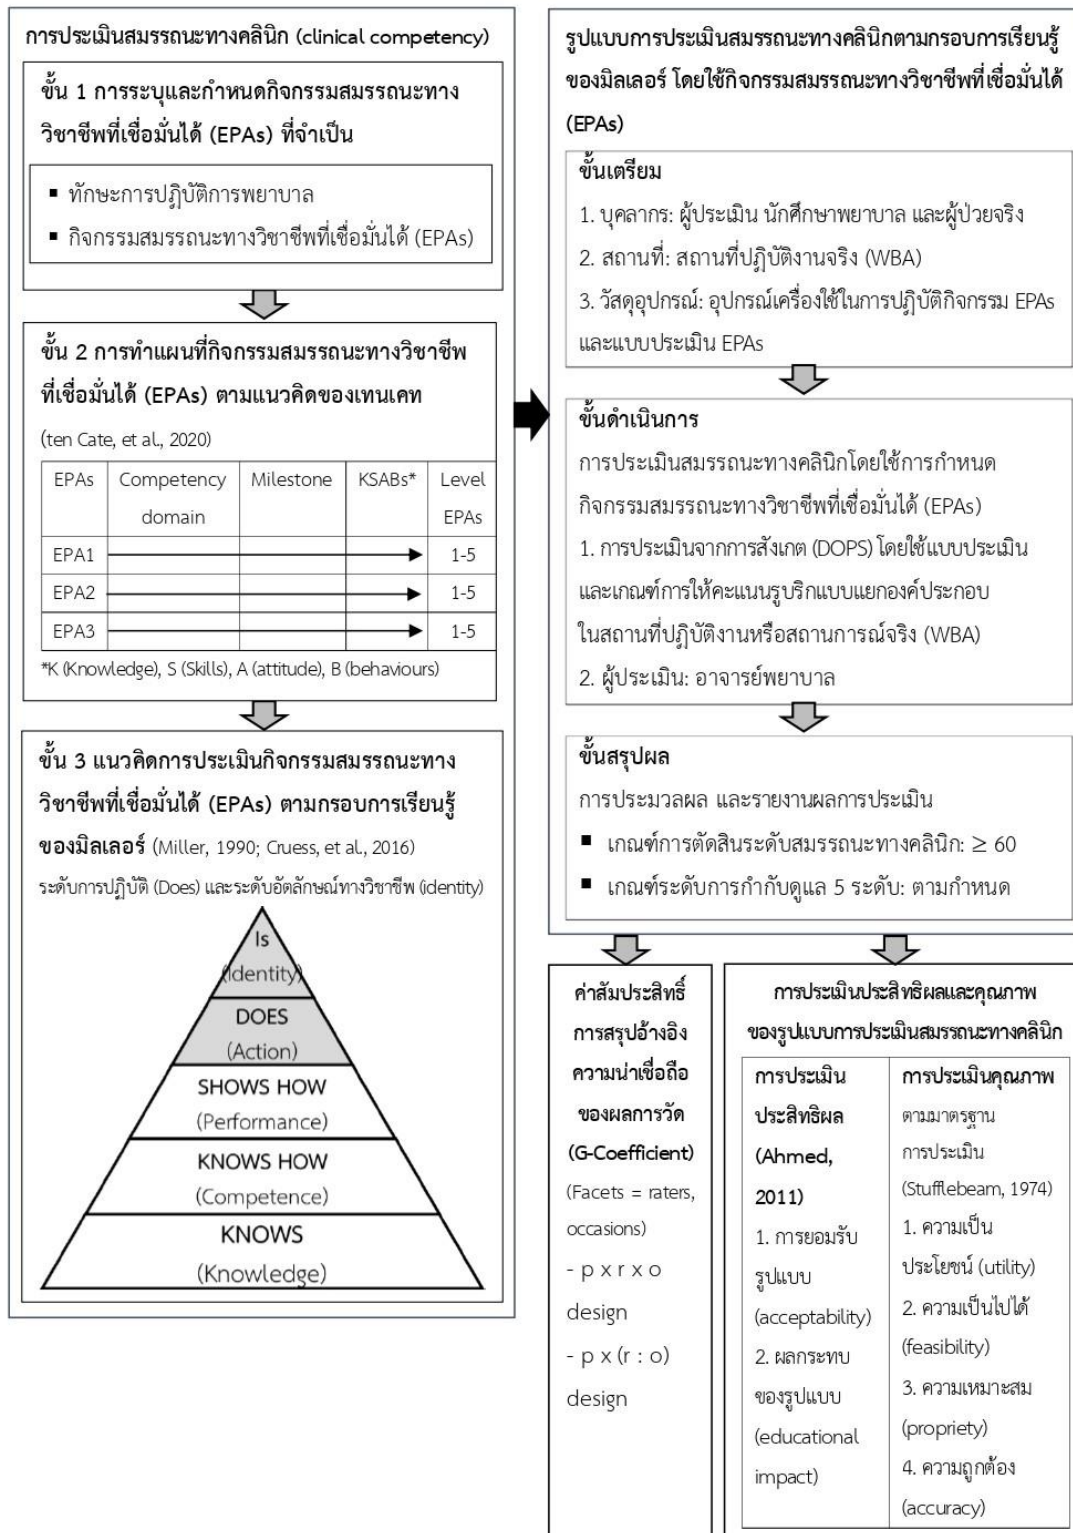 การประเมินสมรรถนะทางคลินิก (clinical competency)
ขั้น 1 การระบุและกำหนดกิจกรรมสมรรถนะทาง
วิชาชีพที่เชื่อมั่นได้ (EPAs) ที่จำเป็น
▪ ทักษะการปฏิบัติการพยาบาล
▪ กิจกรรมสมรรถนะทางวิชาชีพที่เชื่อมั่นได้ (EPAs)
ขั้น 2 การทำแผนที่กิจกรรมสมรรถนะทางวิชาชีพ
ที่เชื่อมั่นได้ (EPAs) ตามแนวคิดของเทนเคท
(ten Cate, et al., 2020)
EPAs Competency Milestone KSABs* Level
domain EPAs
EPA1 1-5
EPA2 1-5
EPA3 1-5
*K (Knowledge), S (Skills), A (attitude), B (behaviours)
ขั้น 3 แนวคิดการประเมินกิจกรรมสมรรถนะทาง
วิชาชีพที่เชื่อมั่นได้ (EPAs) ตามกรอบการเรียนรู้
ของมิลเลอร์ (Miller, 1990; Cruess, et al., 2016)
ระดับการปฏิบัติ (Does) และระดับอัตลักษณ์ทางวิชาชีพ (identity)
Is
(Identity)
DOES
(Action)
SHOWS HOW
(Performance)
KNOWS HOW
(Competence)
KNOWS
(Knowledge)
รูปแบบการประเมินสมรรถนะทางคลินิกตามกรอบการเรียนรู้
ของมิลเลอร์ โดยใช้กิจกรรมสมรรถนะทางวิชาชีพที่เชื่อมั่นได้
(EPAs)
ขั้นเตรียม
1. บุคลากร: ผู้ประเมิน นักศึกษาพยาบาล และผู้ป่วยจริง
2. สถานที่: สถานที่ปฏิบัติงานจริง (WBA)
3. วัสดุอุปกรณ์: อุปกรณ์เครื่องใช้ในการปฏิบัติกิจกรรม EPAs
และแบบประเมิน EPAs
ขั้นดำเนินการ
การประเมินสมรรถนะทางคลินิกโดยใช้การกำหนด
กิจกรรมสมรรถนะทางวิชาชีพที่เชื่อมั่นได้ (EPAs)
1. การประเมินจากการสังเกต (DOPS) โดยใช้แบบประเมิน
และเกณฑ์การให้คะแนนรูบริกแบบแยกองค์ประกอบ
ในสถานที่ปฏิบัติงานหรือสถานการณ์จริง (WBA)
2. ผู้ประเมิน: อาจารย์พยาบาล
ขั้นสรุปผล
การประมวลผล และรายงานผลการประเมิน
▪ เกณฑ์การตัดสินระดับสมรรถนะทางคลินิก: ≥ 60
▪ เกณฑ์ระดับการกำกับดูแล 5 ระดับ: ตามกำหนด
ค่าสัมประสิทธิ์
การสรุปอ้างอิง
ความน่าเชื่อถือ
ของผลการวัด
(G-Coefficient)
(Facets = raters,
occasions)
- p x r x o
design
- p x (r : o)
design
การประเมินประสิทธิผลและคุณภาพ
ของรูปแบบการประเมินสมรรถนะทางคลินิก
การประเมิน
ประสิทธิผล
(Ahmed,
2011)
1. การยอมรับ
รูปแบบ
(acceptability)
2. ผลกระทบ
ของรูปแบบ
(educational
impact)
การประเมินคุณภาพ
ตามมาตรฐาน
การประเมิน
(Stufflebeam, 1974)
1. ความเป็น
ประโยชน์ (utility)
2. ความเป็นไปได้
(feasibility)
3. ความเหมาะสม
(propriety)
4. ความถูกต้อง
(accuracy)